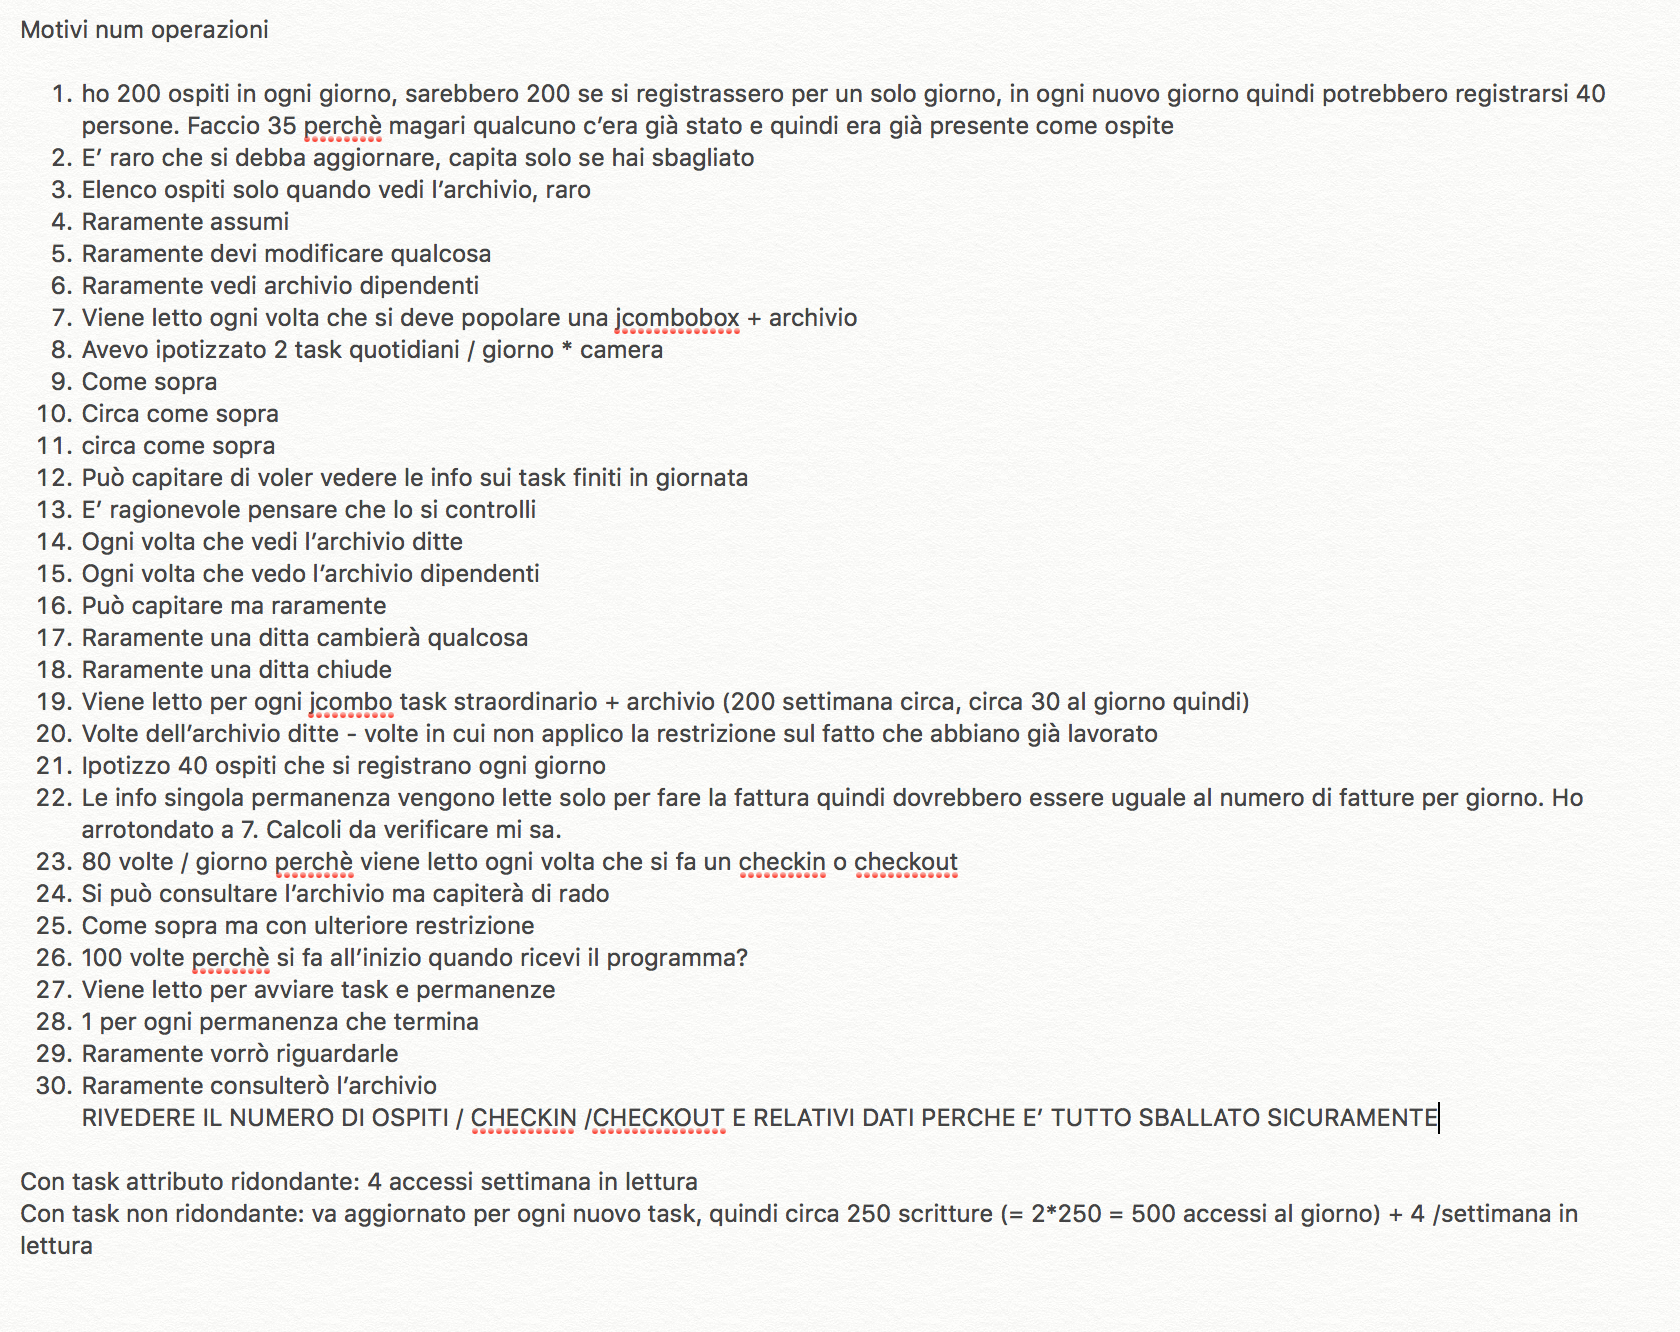 Motivi num operazioni
1. ho 200 ospiti in ogni giorno, sarebbero 200 se si registrassero per un solo giorno, in ogni nuovo giorno quindi potrebbero registrarsi 40
persone. Faccio 35 perchè magari qualcuno c’era già stato e quindi era già presente come ospite
2. E’ raro che si debba aggiornare, capita solo se hai sbagliato
3. Elenco ospiti solo quando vedi l’archivio, raro
4. Raramente assumi
5. Raramente devi modificare qualcosa
6. Raramente vedi archivio dipendenti
7. Viene letto ogni volta che si deve popolare una jcombobox + archivio
8. Avevo ipotizzato 2 task quotidiani / giorno * camera
9. Come sopra
10. Circa come sopra
11. circa come sopra
12. Può capitare di voler vedere le info sui task finiti in giornata
13. E’ ragionevole pensare che lo si controlli
14. Ogni volta che vedi l’archivio ditte
15. Ogni volta che vedo l’archivio dipendenti
16. Può capitare ma raramente
17. Raramente una ditta cambierà qualcosa
18. Raramente una ditta chiude
19. Viene letto per ogni jcombo task straordinario + archivio (200 settimana circa, circa 30 al giorno quindi)
20. Volte dell’archivio ditte - volte in cui non applico la restrizione sul fatto che abbiano già lavorato
21. Ipotizzo 40 ospiti che si registrano ogni giorno
22. Le info singola permanenza vengono lette solo per fare la fattura quindi dovrebbero essere uguale al numero di fatture per giorno. Ho
arrotondato a 7. Calcoli da verificare mi sa.
23. 80 volte / giorno perchè viene letto ogni volta che si fa un checkin o checkout
24. Si può consultare l’archivio ma capiterà di rado
25. Come sopra ma con ulteriore restrizione
26. 100 volte perchè si fa all’inizio quando ricevi il programma?
27. Viene letto per avviare task e permanenze
28. 1 per ogni permanenza che termina
29. Raramente vorrò riguardarle
30. Raramente consulterò l’archivio
RIVEDERE IL NUMERO DI OSPITI / CHECKIN /CHECKOUT E RELATIVI DATI PERCHE E’ TUTTO SBALLATO SICURAMENTE
Con task attributo ridondante: 4 accessi settimana in lettura
Con task non ridondante: va aggiornato per ogni nuovo task, quindi circa 250 scritture (= 2*250 = 500 accessi al giorno) + 4 /settimana in
lettura